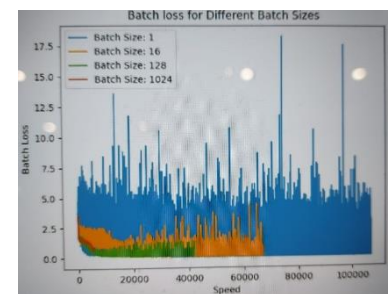 Batch loss for Different Batch Sizes
Batch Size: 1
Batch Size: 16
Batch Size: 128
Batch Size: 1024
17.5
15.0
12.5
10.0
7.5
5.0
2.5
0.0
Batch Loss
0
20000
40000
60000
80000
100000
Speed